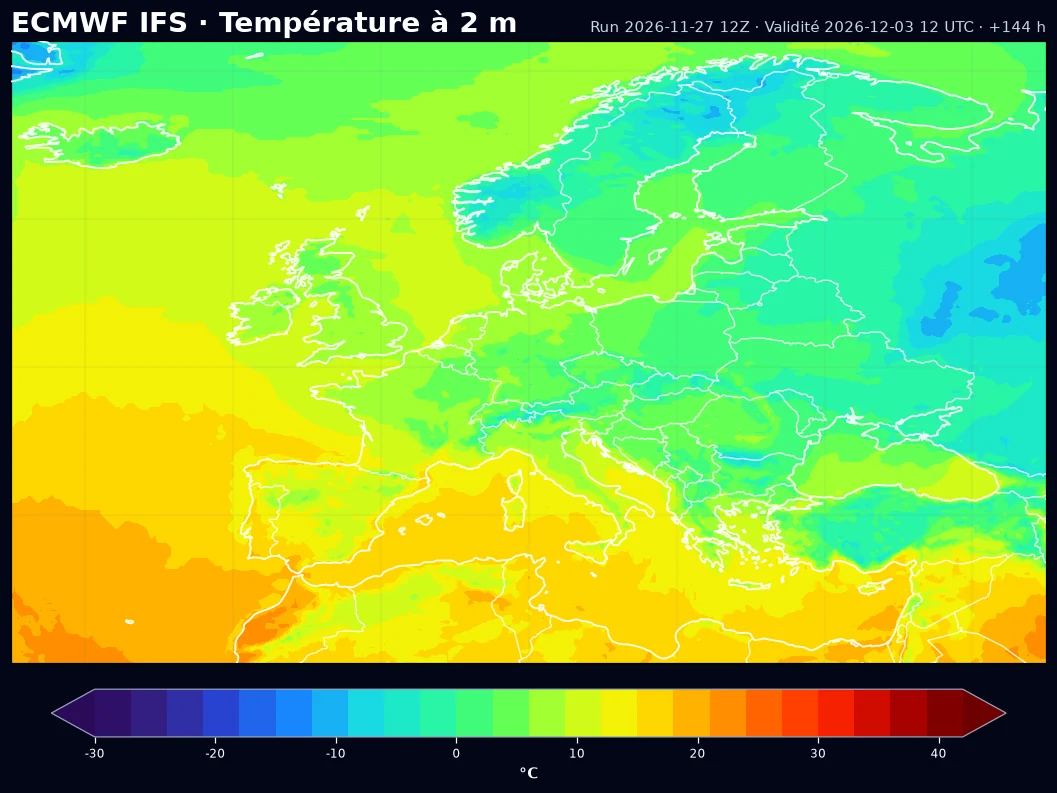 ECMWF IFS · Température à 2 m
Run 2026-11-27 12Z · Validité 2026-12-03 12 UTC · +144 h
-30 -20 -10 0 10 20 30 40
°C